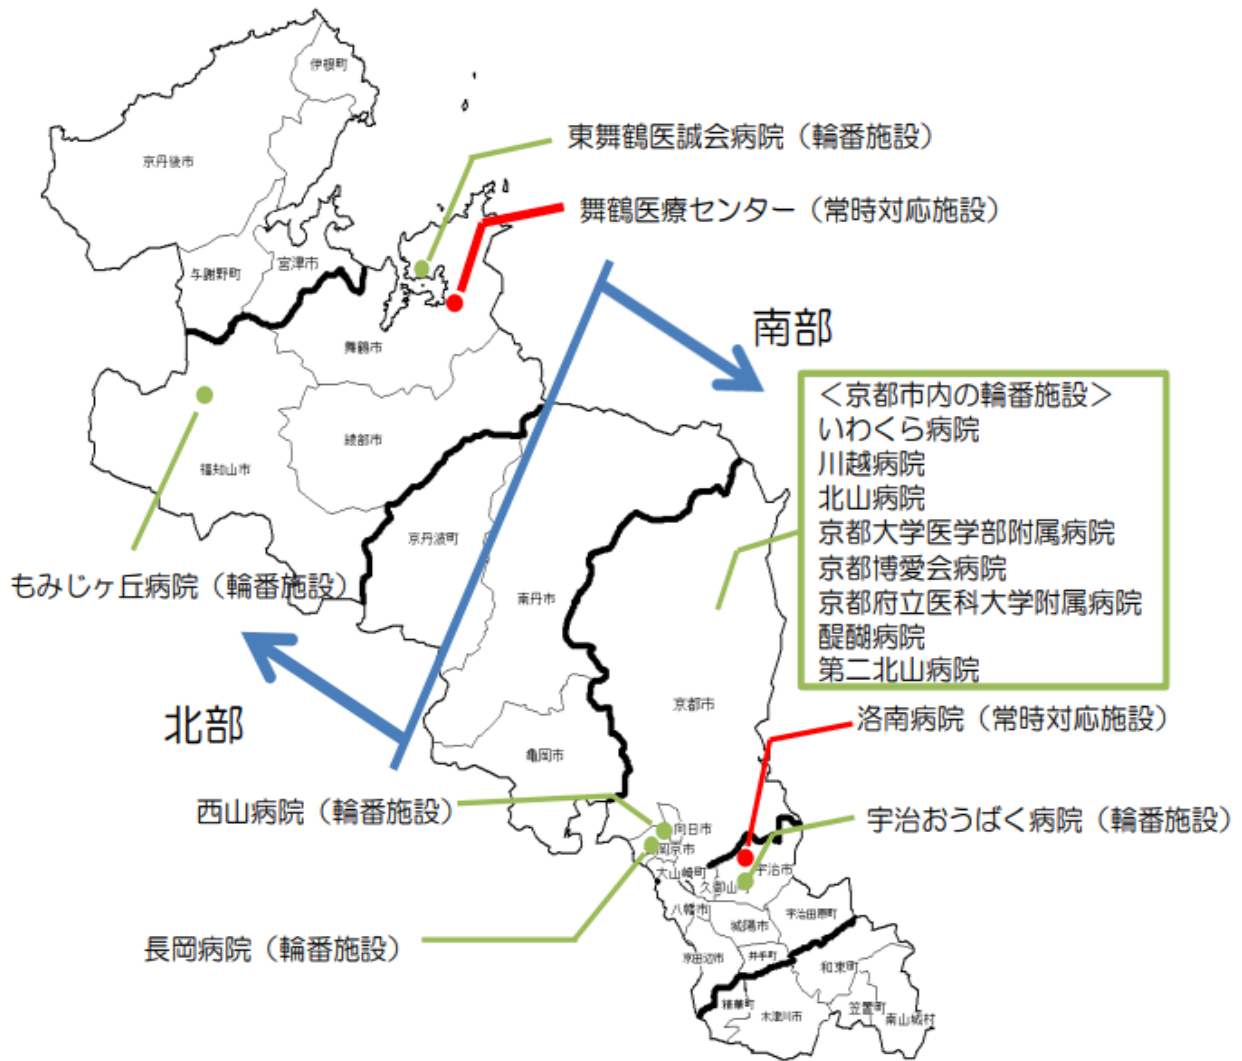 伊根町
東舞鶴医誠会病院（輪番施設）
京丹後市
舞鶴医療センター（常時対応施設）
宮津市
与謝野町
南部
舞鶴市
＜京都市内の輪番施設＞
いわくら病院
川越病院
北山病院
京都大学医学部附属病院
京都博愛会病院
京都府立医科大学附属病院
醍醐病院
第二北山病院
綾部市
福知山市
京丹波町
もみじヶ丘病院（輪番施設）
南丹市
北部
京都市
洛南病院（常時対応施設）
亀岡市
西山病院（輪番施設）
宇治おうばく病院（輪番施設）
向日市
岡京市
大山崎町
宇治市
久御山
八幡市
宇治田原町
城陽市
長岡病院（輪番施設）
京田辺市
井手町
和束町
精華町
笠置町
木津川市
南山城村